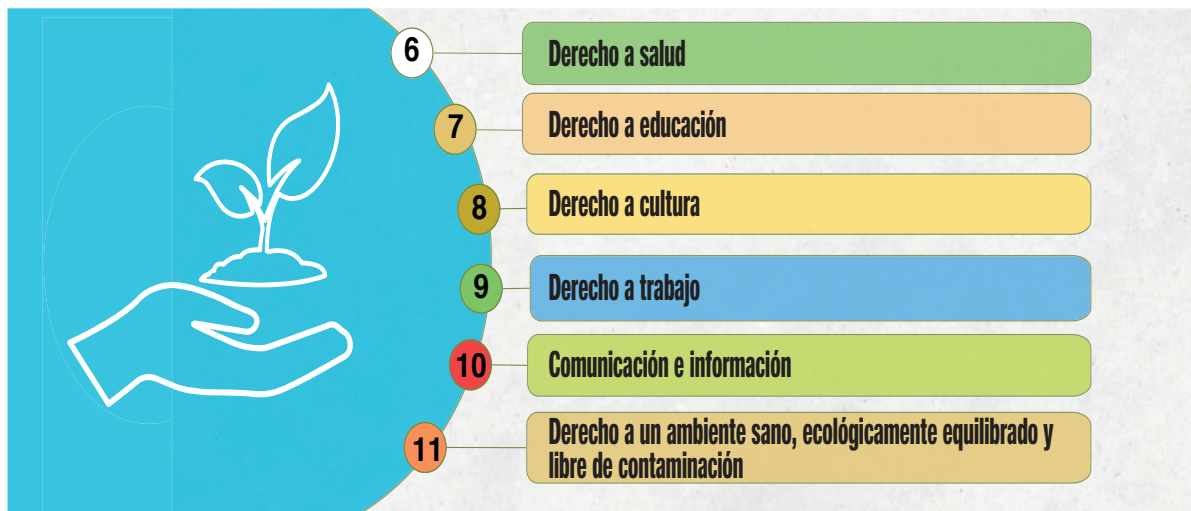 6
Derecho a salud
7
Derecho a educación
8
Derecho a cultura
9
Derecho a trabajo
10
Comunicación e información
11
Derecho a un ambiente sano, ecológicamente equilibrado y
libre de contaminación